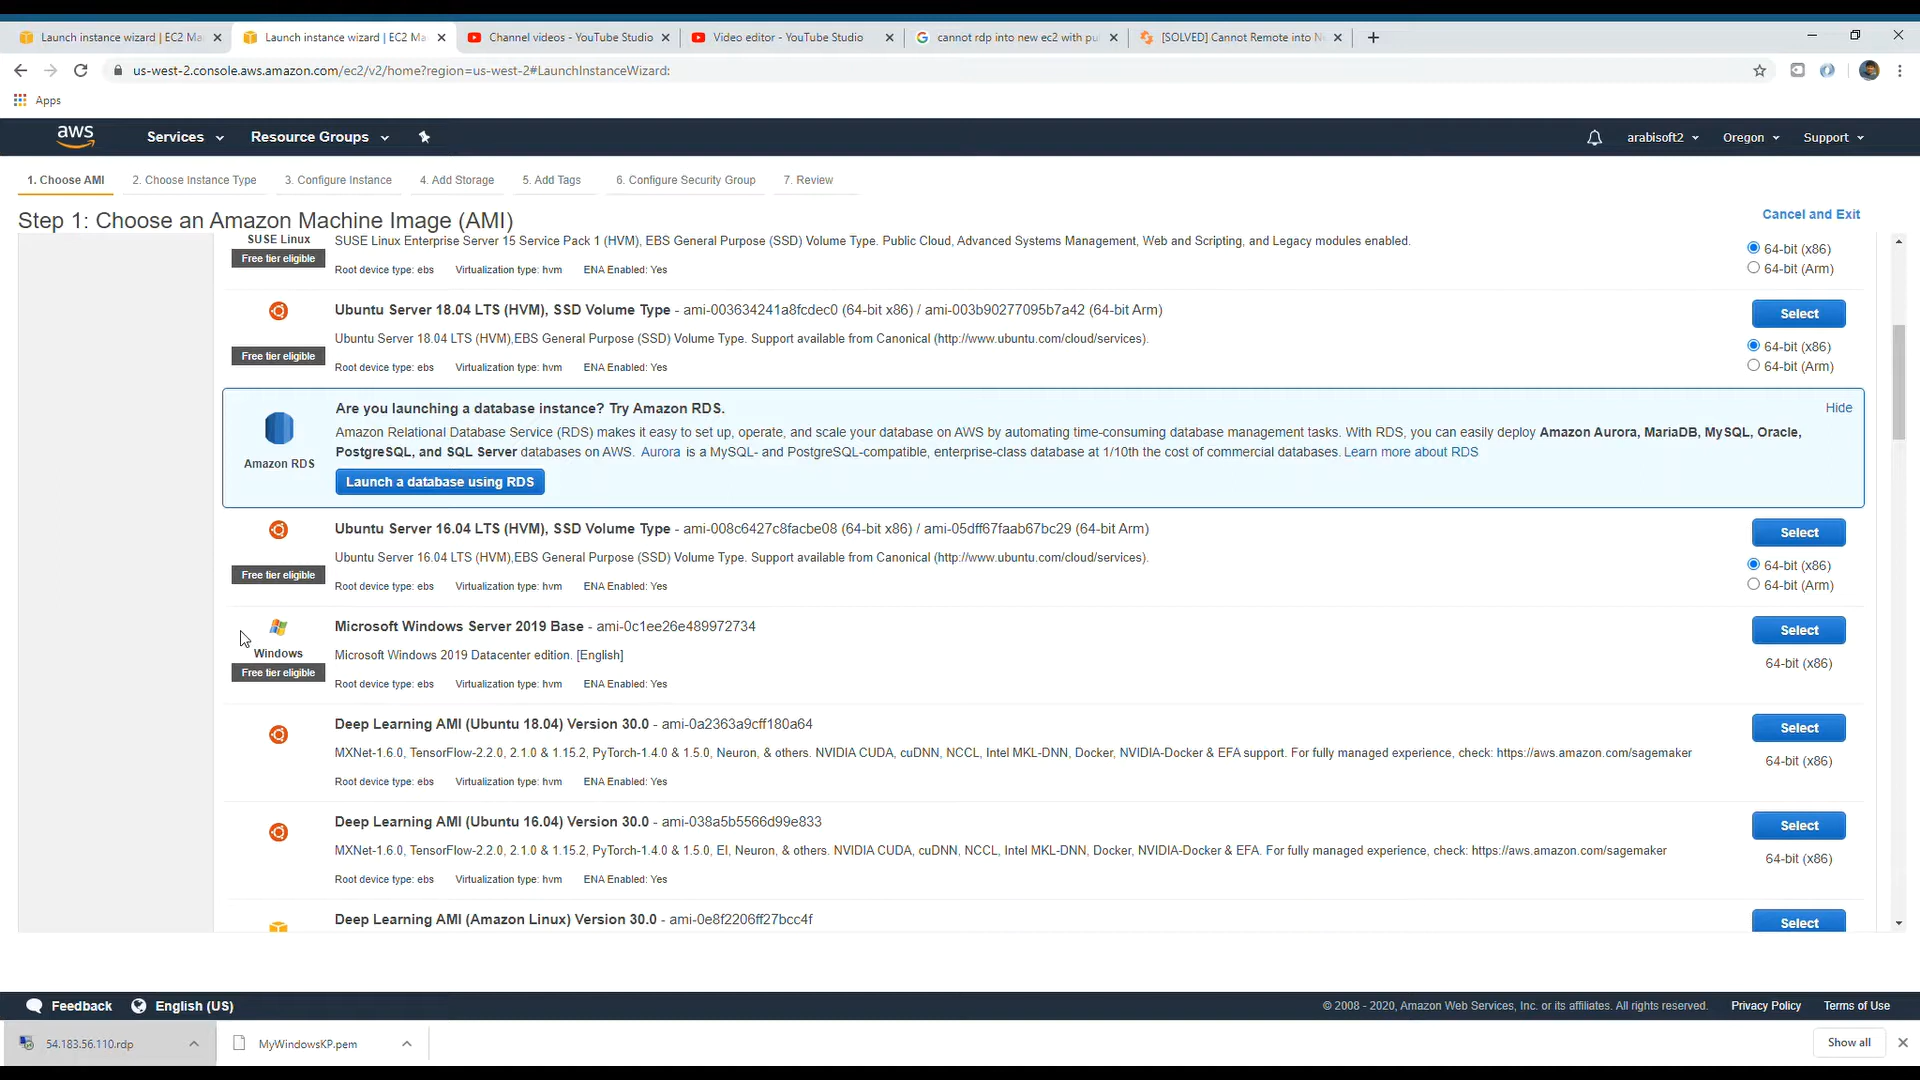 Launch instance wizard | EC2 Ma
Launch instance wizard | EC2 Ma
Channel videos - YouTube Studio
Video editor - YouTube Studio
cannot rdp into new ec2 with pu
[SOLVED] Cannot Remote into N
us-west-2.console.aws.amazon.com/ec2/v2/home?region=us-west-2#LaunchInstanceWizard:
Apps
aws
Services
Resource Groups
arabisoft2
Oregon
Support
1. Choose AMI
2. Choose Instance Type
3. Configure Instance
4. Add Storage
5. Add Tags
6. Configure Security Group
7. Review
Step 1: Choose an Amazon Machine Image (AMI)
Cancel and Exit
SUSE Linux
Free tier eligible
SUSE Linux Enterprise Server 15 Service Pack 1 (HVM), EBS General Purpose (SSD) Volume Type. Public Cloud, Advanced Systems Management, Web and Scripting, and Legacy modules enabled.
Root device type: ebs Virtualization type: hvm ENA Enabled: Yes
64-bit (x86)
64-bit (Arm)
Ubuntu Server 18.04 LTS (HVM), SSD Volume Type - ami-003634241a8fcdec0 (64-bit x86) / ami-003b90277095b7a42 (64-bit Arm)
Select
Ubuntu Server 18.04 LTS (HVM),EBS General Purpose (SSD) Volume Type. Support available from Canonical (http://www.ubuntu.com/cloud/services).
Free tier eligible
Root device type: ebs Virtualization type: hvm ENA Enabled: Yes
64-bit (x86)
64-bit (Arm)
Are you launching a database instance? Try Amazon RDS.
Hide
Amazon RDS
Amazon Relational Database Service (RDS) makes it easy to set up, operate, and scale your database on AWS by automating time-consuming database management tasks. With RDS, you can easily deploy Amazon Aurora, MariaDB, MySQL, Oracle,
PostgreSQL, and SQL Server databases on AWS. Aurora is a MySQL- and PostgreSQL-compatible, enterprise-class database at 1/10th the cost of commercial databases. Learn more about RDS
Launch a database using RDS
Ubuntu Server 16.04 LTS (HVM), SSD Volume Type - ami-008c6427c8facbe08 (64-bit x86) / ami-05dff67faab67bc29 (64-bit Arm)
Select
Ubuntu Server 16.04 LTS (HVM),EBS General Purpose (SSD) Volume Type. Support available from Canonical (http://www.ubuntu.com/cloud/services).
Free tier eligible
Root device type: ebs Virtualization type: hvm ENA Enabled: Yes
64-bit (x86)
64-bit (Arm)
Microsoft Windows Server 2019 Base - ami-0c1ee26e489972734
Select
Windows
Free tier eligible
Microsoft Windows 2019 Datacenter edition. [English]
64-bit (x86)
Root device type: ebs Virtualization type: hvm ENA Enabled: Yes
Deep Learning AMI (Ubuntu 18.04) Version 30.0 - ami-0a2363a9cff180a64
Select
MXNet-1.6.0, TensorFlow-2.2.0, 2.1.0 & 1.15.2, PyTorch-1.4.0 & 1.5.0, Neuron, & others. NVIDIA CUDA, cuDNN, NCCL, Intel MKL-DNN, Docker, NVIDIA-Docker & EFA support. For fully managed experience, check: https://aws.amazon.com/sagemaker
64-bit (x86)
Root device type: ebs Virtualization type: hvm ENA Enabled: Yes
Deep Learning AMI (Ubuntu 16.04) Version 30.0 - ami-038a5b5566d99e833
Select
MXNet-1.6.0, TensorFlow-2.2.0, 2.1.0 & 1.15.2, PyTorch-1.4.0 & 1.5.0, EI, Neuron, & others. NVIDIA CUDA, cuDNN, NCCL, Intel MKL-DNN, Docker, NVIDIA-Docker & EFA. For fully managed experience, check: https://aws.amazon.com/sagemaker
64-bit (x86)
Root device type: ebs Virtualization type: hvm ENA Enabled: Yes
Deep Learning AMI (Amazon Linux) Version 30.0 - ami-0e8f2206ff27bcc4f
Select
Feedback
English (US)
© 2008 - 2020, Amazon Web Services, Inc. or its affiliates. All rights reserved.
Privacy Policy
Terms of Use
54.183.56.110.rdp
MyWindowsKP.pem
Show all